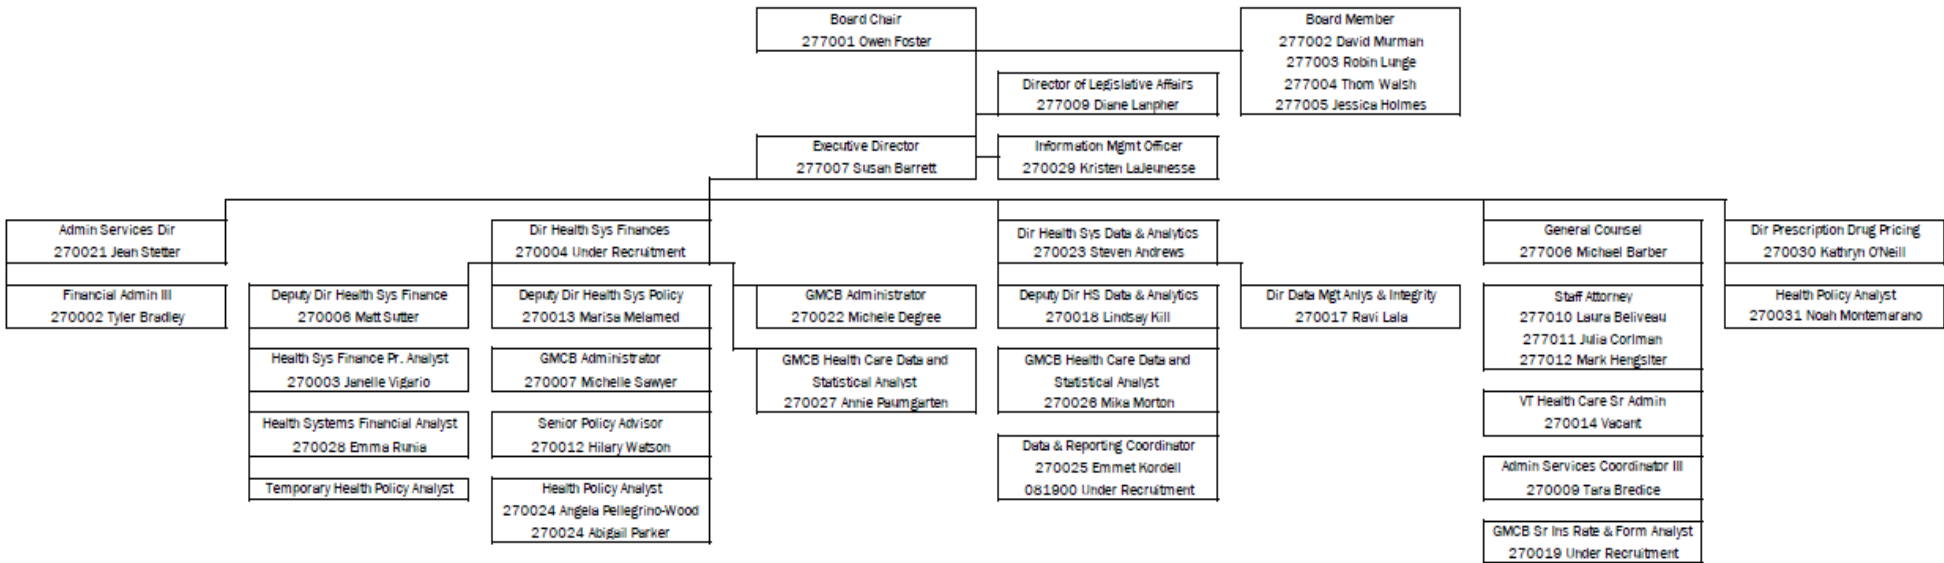 Board Chair
277001 Owen Foster
Board Member
277002 David Murman
277003 Robin Lunge
277004 Thom Walsh
277005 Jessica Holmes
Director of Legislative Affairs
277009 Diane Lanpher
Executive Director
277007 Susan Barrett
Information Mgmt Officer
270029 Kristen LaJeunesse
Admin Services Dir
270021 Jean Stetter
Financial Admin III
270002 Tyler Bradley
Dir Health Sys Finances
270004 Under Recruitment
Deputy Dir Health Sys Finance
270006 Matt Sutter
Health Sys Finance Pr. Analyst
270003 Janelle Vigario
Health Systems Financial Analyst
270028 Emma Runia
Temporary Health Policy Analyst
Deputy Dir Health Sys Policy
270013 Marisa Melamed
GMCB Administrator
270007 Michelle Sawyer
Senior Policy Advisor
270012 Hilary Watson
Health Policy Analyst
270024 Angela Pellegrino-Wood
270024 Abigail Parker
GMCB Administrator
270022 Michele Degree
GMCB Health Care Data and
Statistical Analyst
270027 Annie Paumgarten
Dir Health Sys Data & Analytics
270023 Steven Andrews
Deputy Dir HS Data & Analytics
270018 Lindsay Kill
GMCB Health Care Data and
Statistical Analyst
270026 Mika Morton
Data & Reporting Coordinator
270025 Emmet Kordell
081900 Under Recruitment
Dir Data Mgt Anlys & Integrity
270017 Ravi Lala
General Counsel
277006 Michael Barber
Staff Attorney
277010 Laura Beliveau
277011 Julia Corlman
277012 Mark Hengslter
VT Health Care Sr Admin
270014 Vacant
Admin Services Coordinator III
270009 Tara Bredice
GMCB Sr Ins Rate & Form Analyst
270019 Under Recruitment
Dir Prescription Drug Pricing
270030 Kathryn O'Neill
Health Policy Analyst
270031 Noah Montemarano